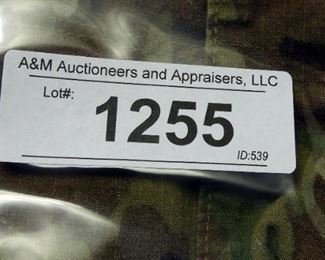 A&M Auctioneers and Appraisers, LLC
Lot#:
1255
ID:539